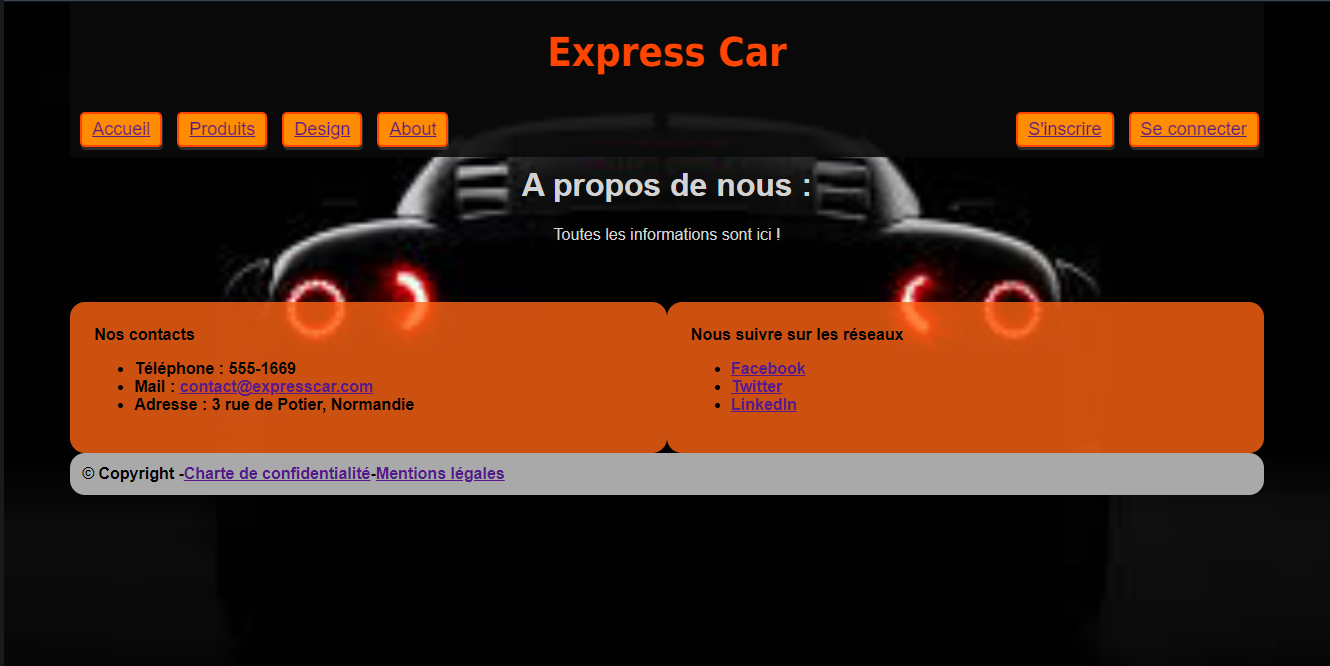 Express Car
Accueil Produits Design About S'inscrire Se connecter
A propos de nous :
Toutes les informations sont ici !
Nos contacts
Téléphone : 555-1669
Mail : contact@expresscar.com
Adresse : 3 rue de Potier, Normandie
Nous suivre sur les réseaux
Facebook
Twitter
LinkedIn
© Copyright -Charte de confidentialité-Mentions légales